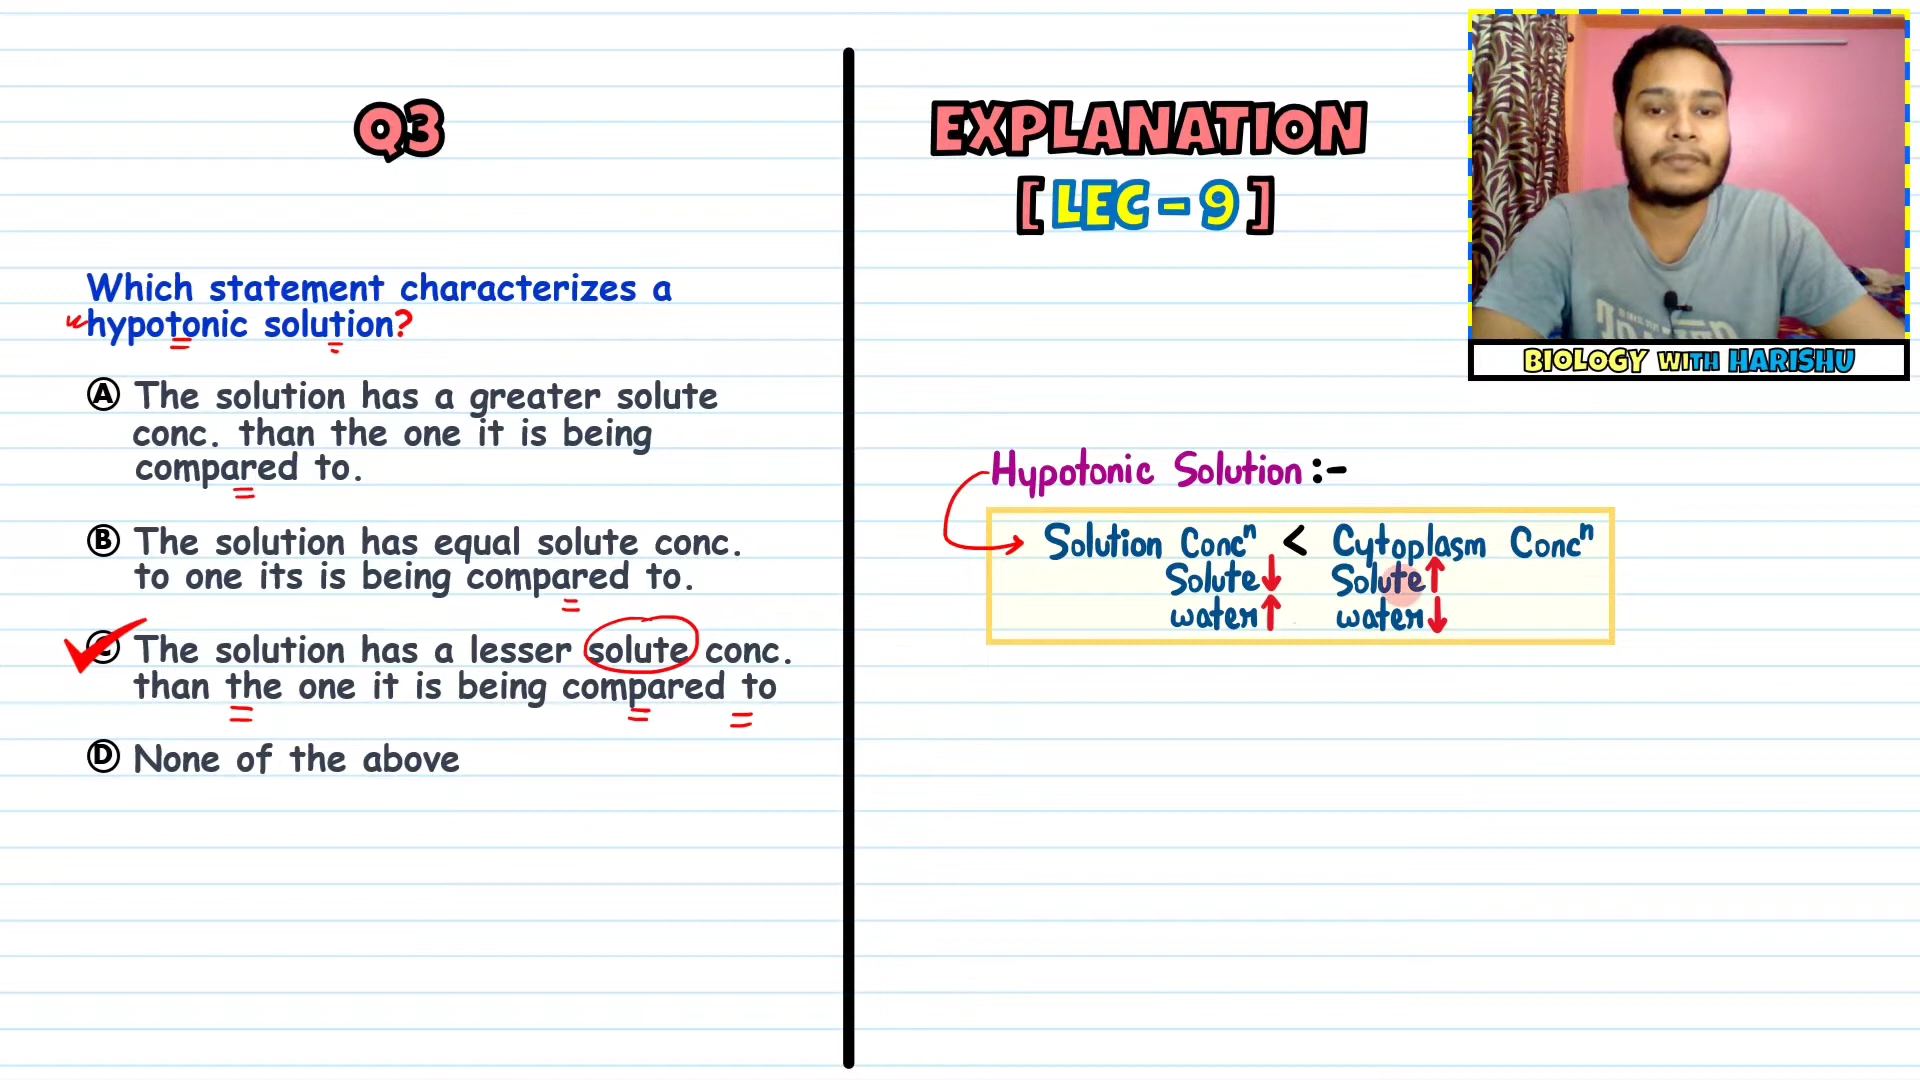 Q3
Which statement characterizes a
hypotonic solution?
Ⓐ The solution has a greater solute
conc. than the one it is being
compared to.
Ⓑ The solution has equal solute conc.
to one its is being compared to.
Ⓒ The solution has a lesser solute conc.
than the one it is being compared to
Ⓓ None of the above
EXPLANATION
[ LEC - 9 ]
BIOLOGY WITH HARISHU
Hypotonic Solution :-
Solution Concⁿ < Cytoplasm Concⁿ
Solute↓ Solute↑
water↑ water↓